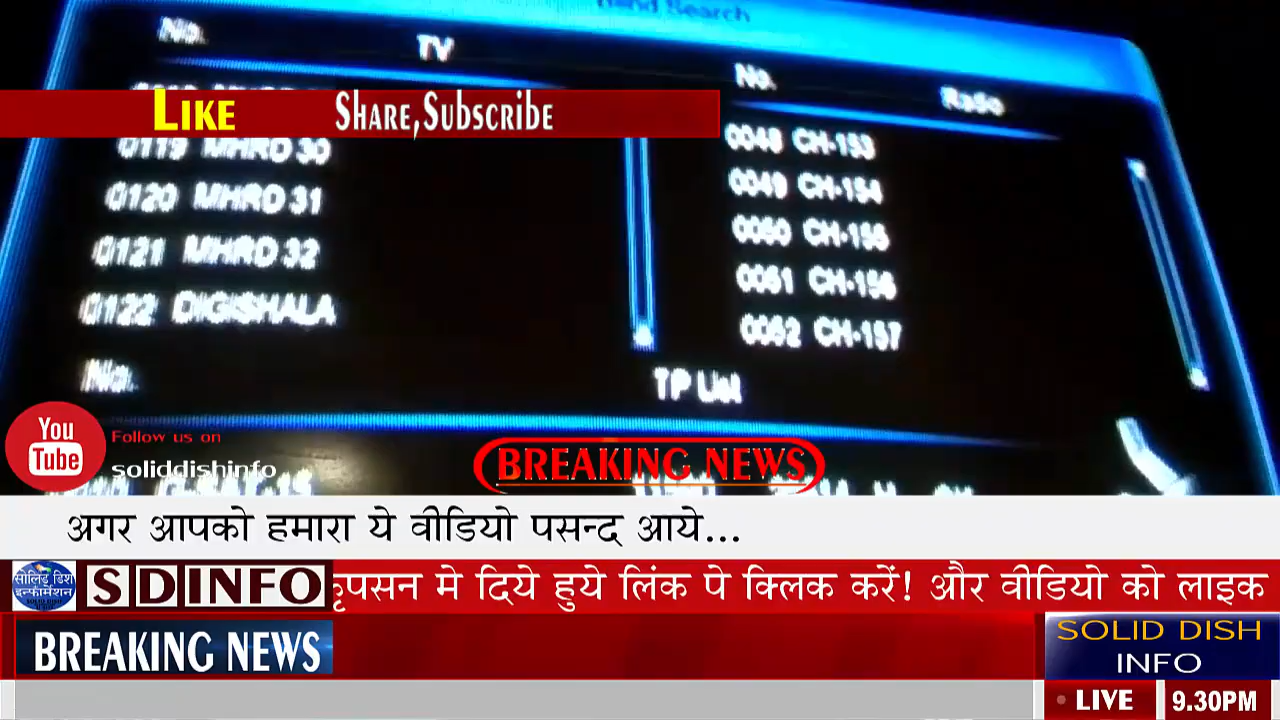 Blind Search
No. TV
No. Radio
LIKE SHARE,SUBSCRIBE
0119 MHRD 30
0120 MHRD 31
0121 MHRD 32
0122 DIGISHALA
0048 CH-153
0049 CH-154
0050 CH-155
0051 CH-156
0052 CH-157
No. TP List
You Tube
Follow us on
soliddishinfo
BREAKING NEWS
अगर आपको हमारा ये वीडियो पसन्द आये...
सोलिड डिश
इन्फॉर्मेशन
SDINFO
कृपसन मे दिये हुये लिंक पे क्लिक करें! और वीडियो को लाइक
BREAKING NEWS
SOLID DISH
INFO
LIVE 9.30PM